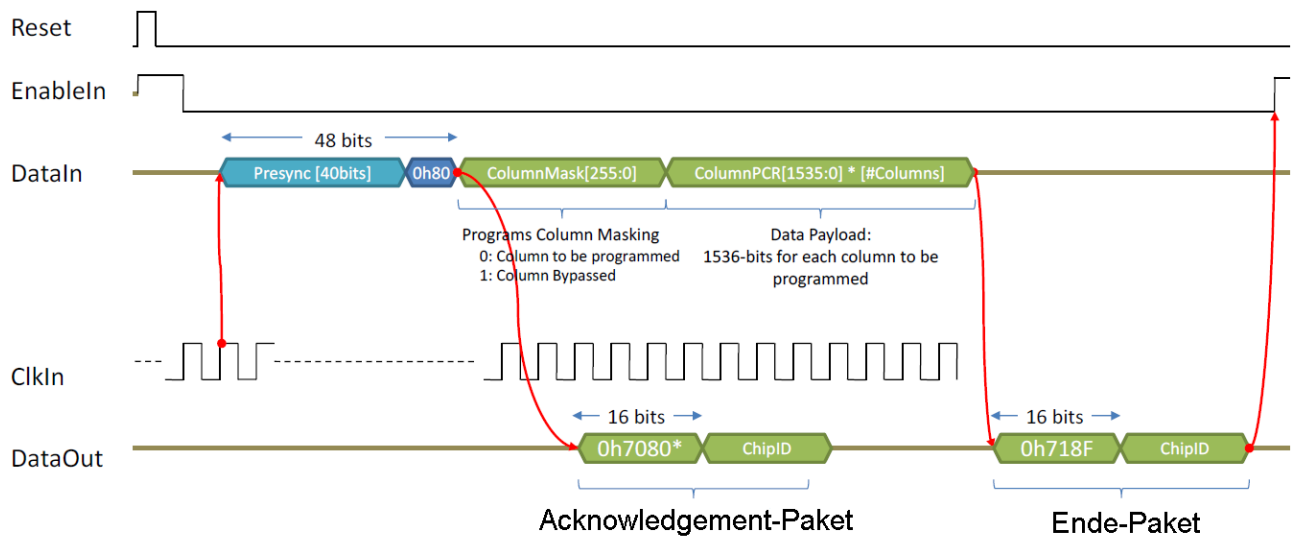 Reset
EnableIn
48 bits
DataIn
Presync [40bits]
0h80
ColumnMask[255:0]
ColumnPCR[1535:0] * [#Columns]
Programs Column Masking
0: Column to be programmed
1: Column Bypassed
Data Payload:
1536-bits for each column to be
programmed
ClkIn
16 bits
16 bits
DataOut
0h7080*
ChipID
0h718F
ChipID
Acknowledgement-Paket
Ende-Paket